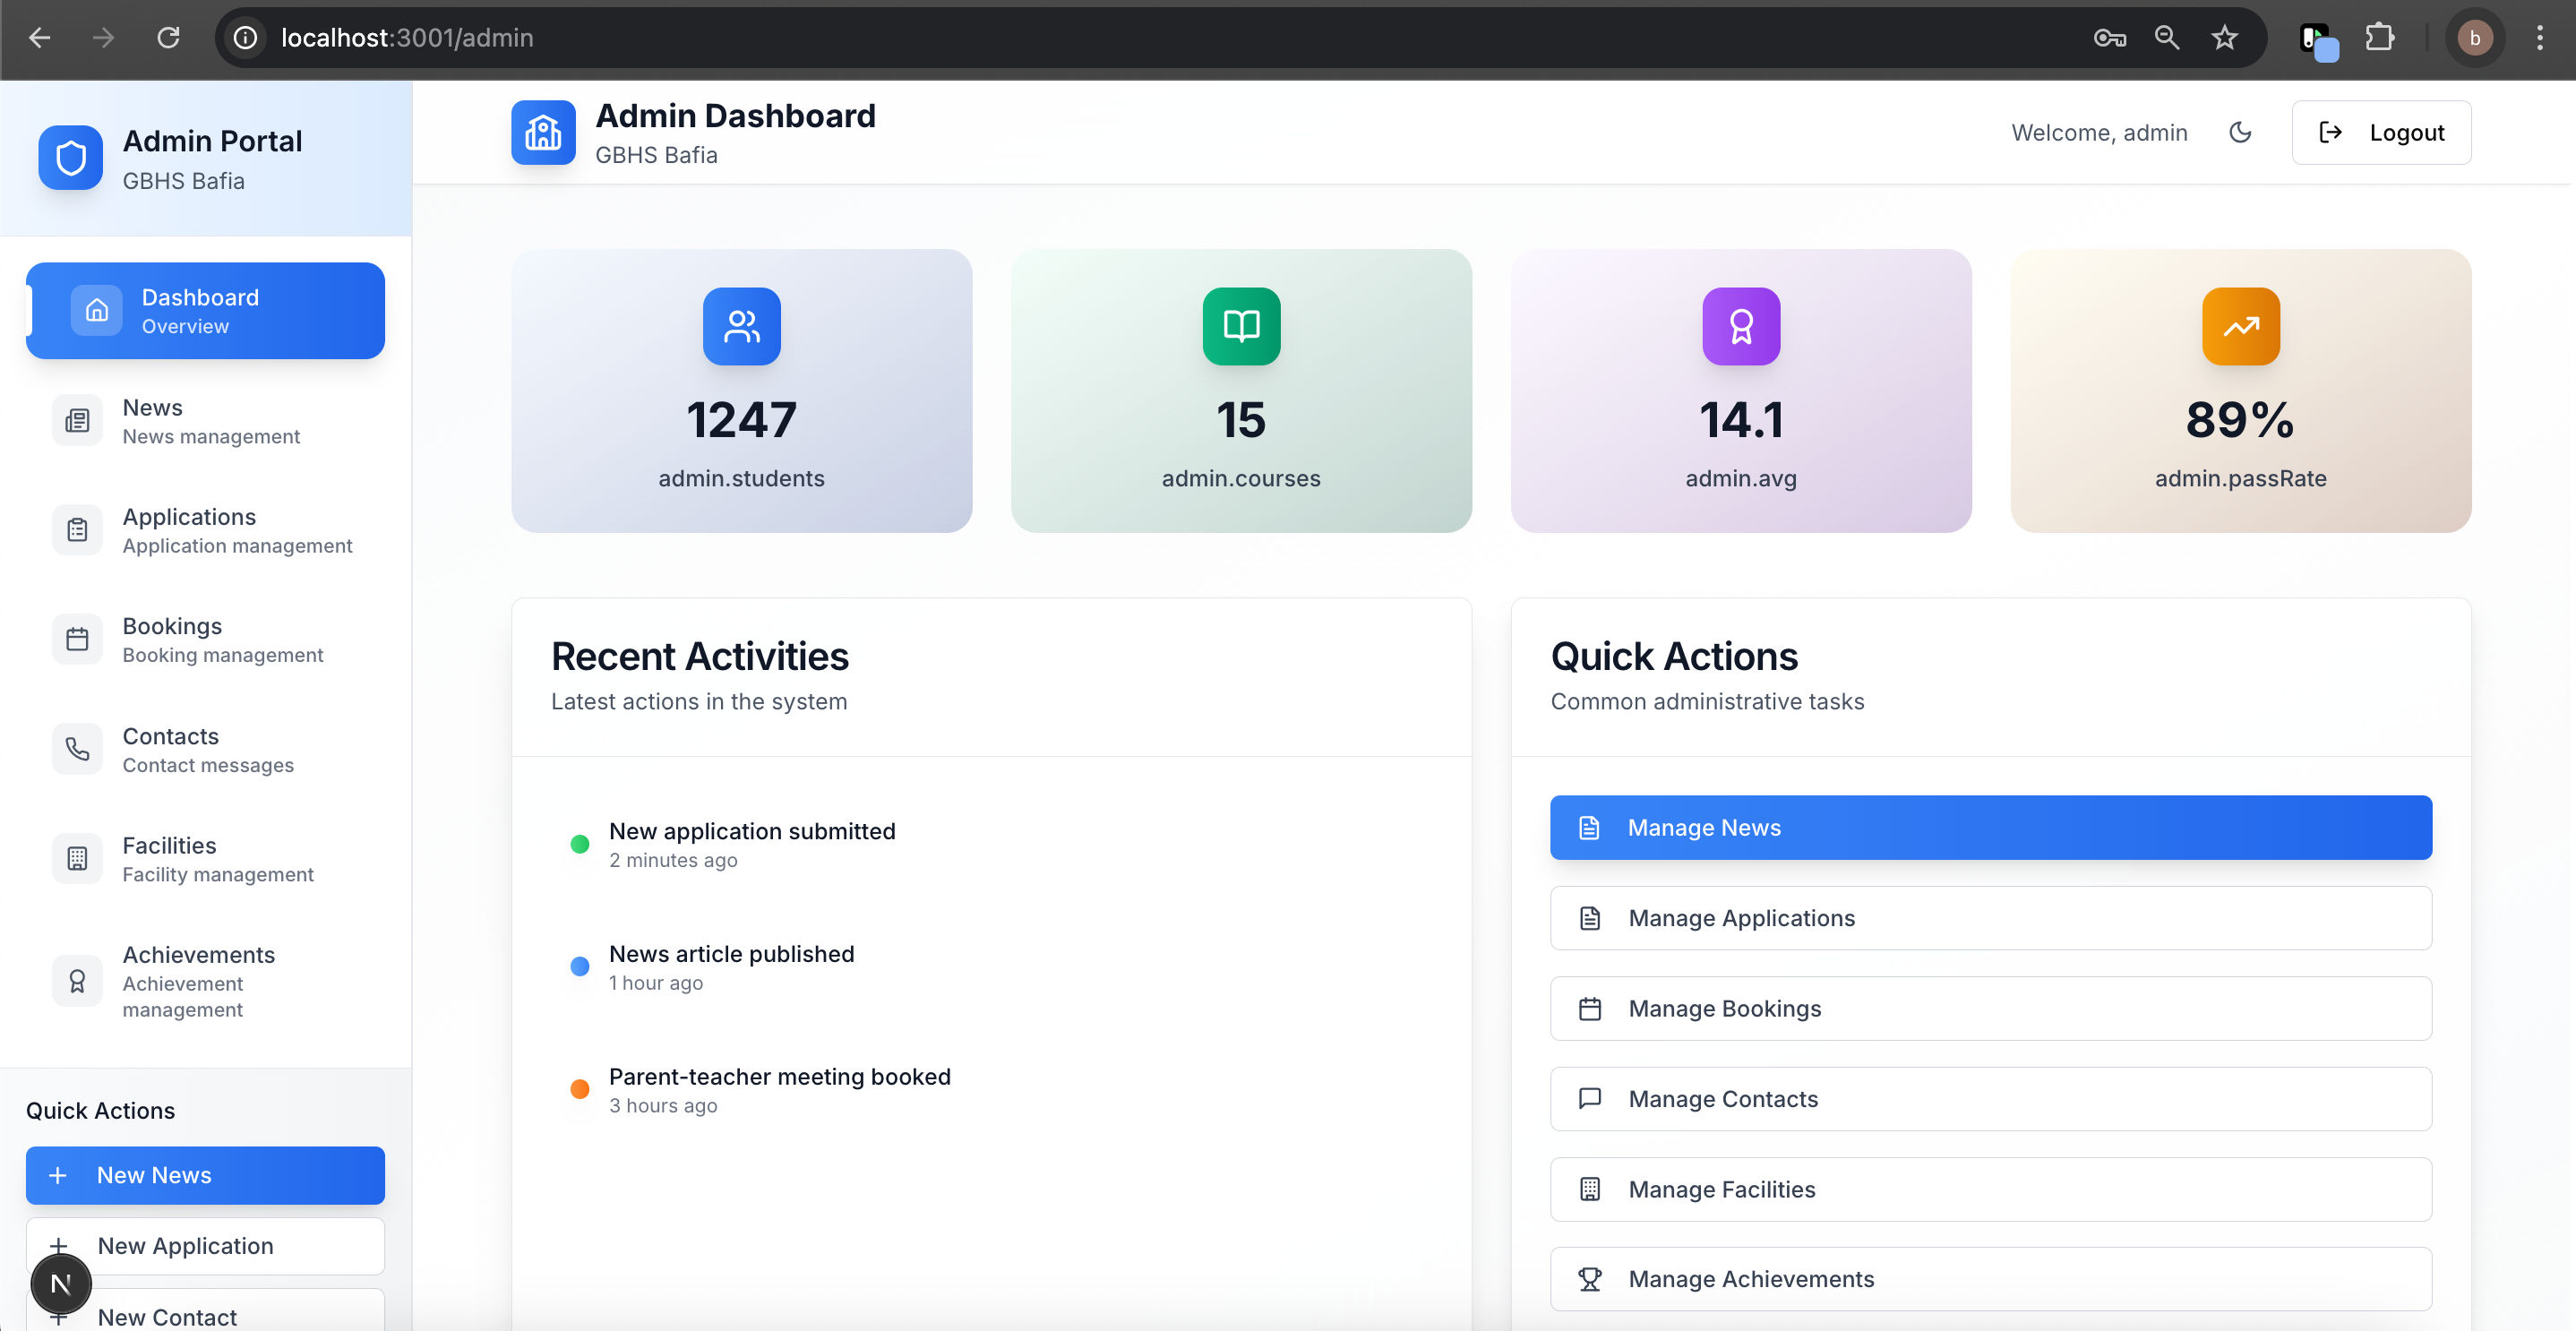 localhost:3001/admin
b
Admin Portal
GBHS Bafia
Dashboard
Overview
News
News management
Applications
Application management
Bookings
Booking management
Contacts
Contact messages
Facilities
Facility management
Achievements
Achievement
management
Quick Actions
New News
New Application
N
New Contact
Admin Dashboard
GBHS Bafia
Welcome, admin
Logout
1247
admin.students
15
admin.courses
14.1
admin.avg
89%
admin.passRate
Recent Activities
Latest actions in the system
New application submitted
2 minutes ago
News article published
1 hour ago
Parent-teacher meeting booked
3 hours ago
Quick Actions
Common administrative tasks
Manage News
Manage Applications
Manage Bookings
Manage Contacts
Manage Facilities
Manage Achievements